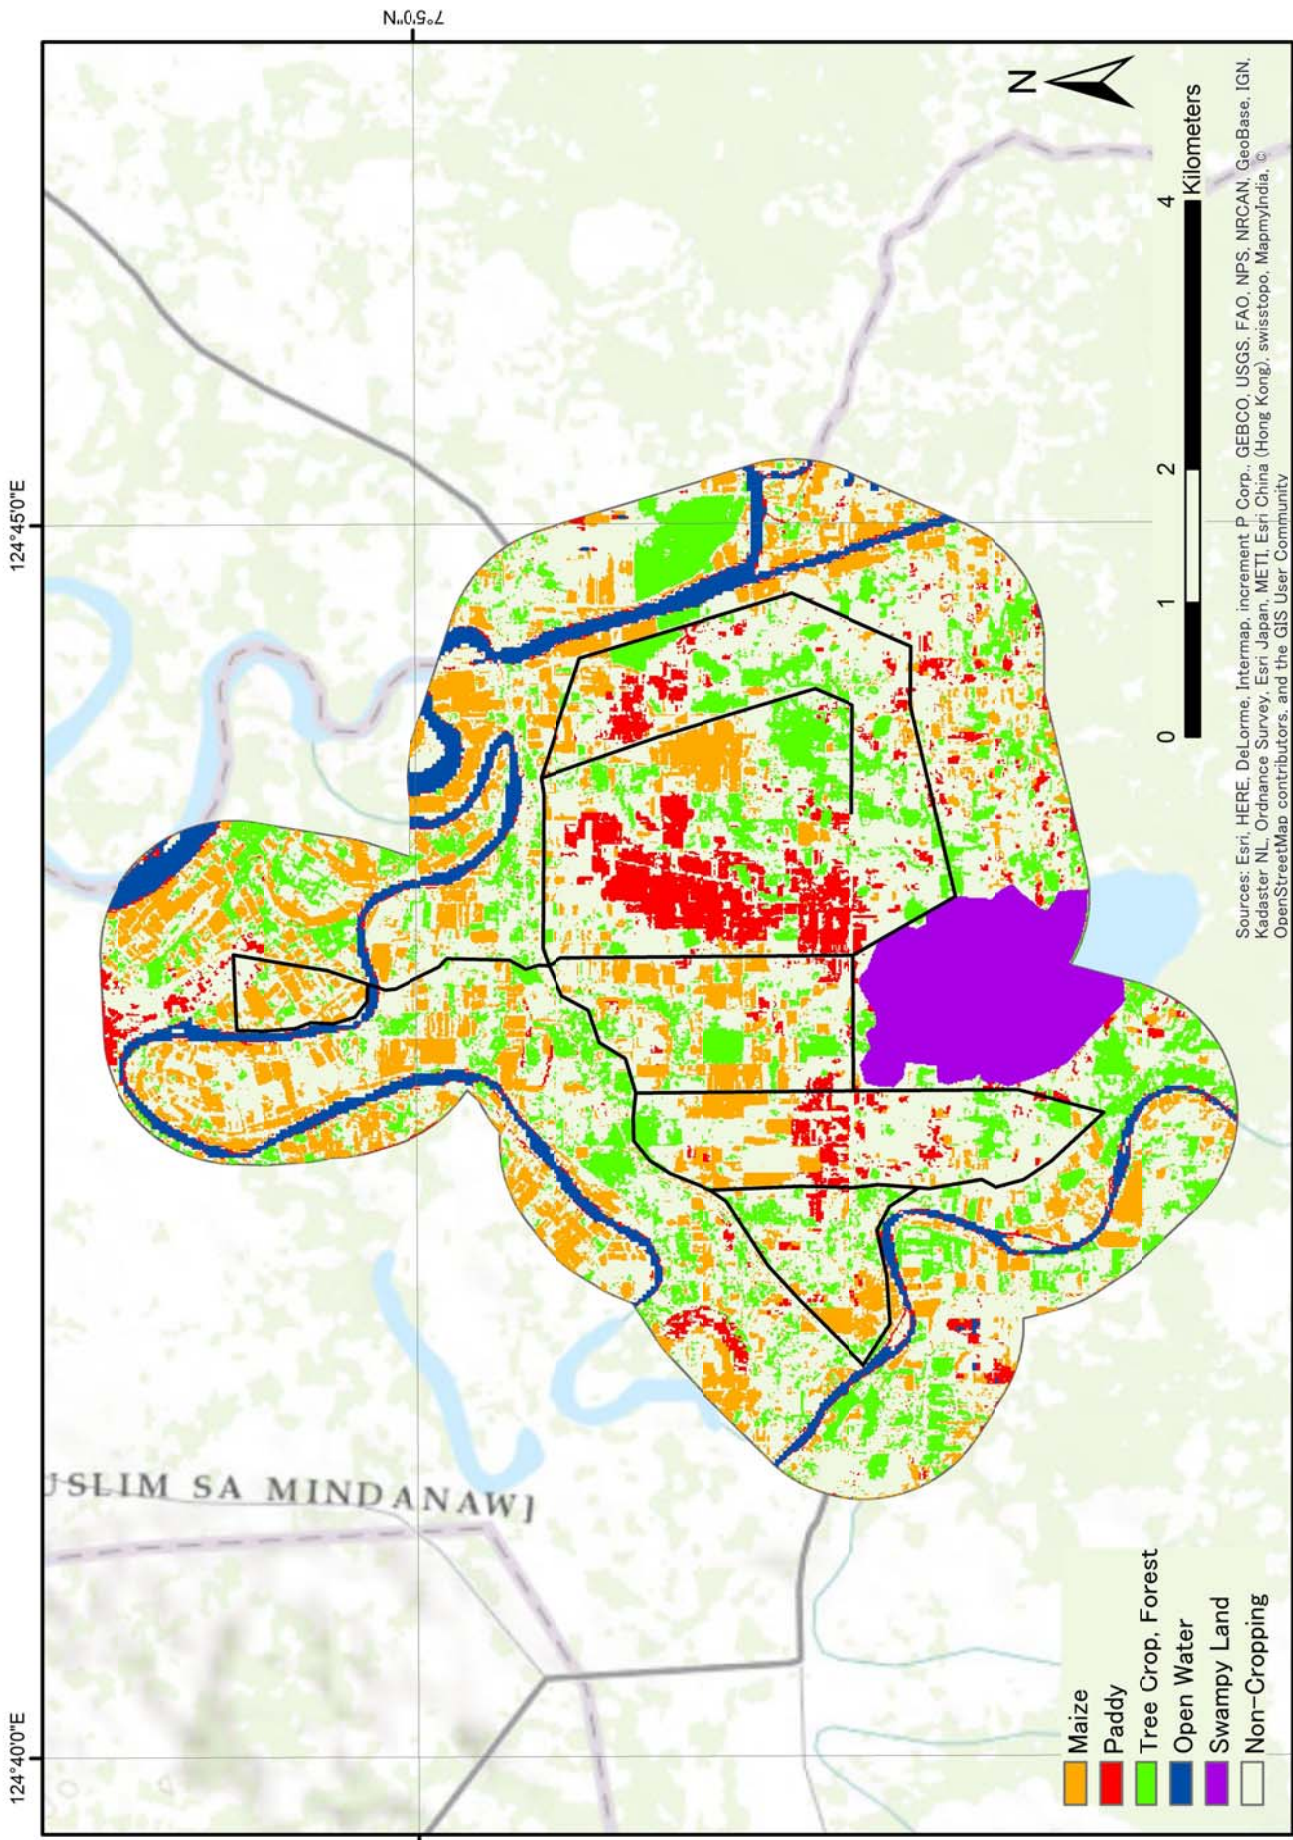 124°40'0"E
124°45'0"E
7°5'0"N
USLIM SA MINDANAW)
N
Maize
Paddy
Tree Crop, Forest
Open Water
Swampy Land
Non-Cropping
0 1 2 4
Kilometers
Sources: Esri, HERE, DeLorme, Intermap, increment P Corp., GEBCO, USGS, FAO, NPS, NRCAN, GeoBase, IGN,
Kadaster NL, Ordnance Survey, Esri Japan, METI, Esri China (Hong Kong), swisstopo, MapmyIndia, ©
OpenStreetMap contributors, and the GIS User Community